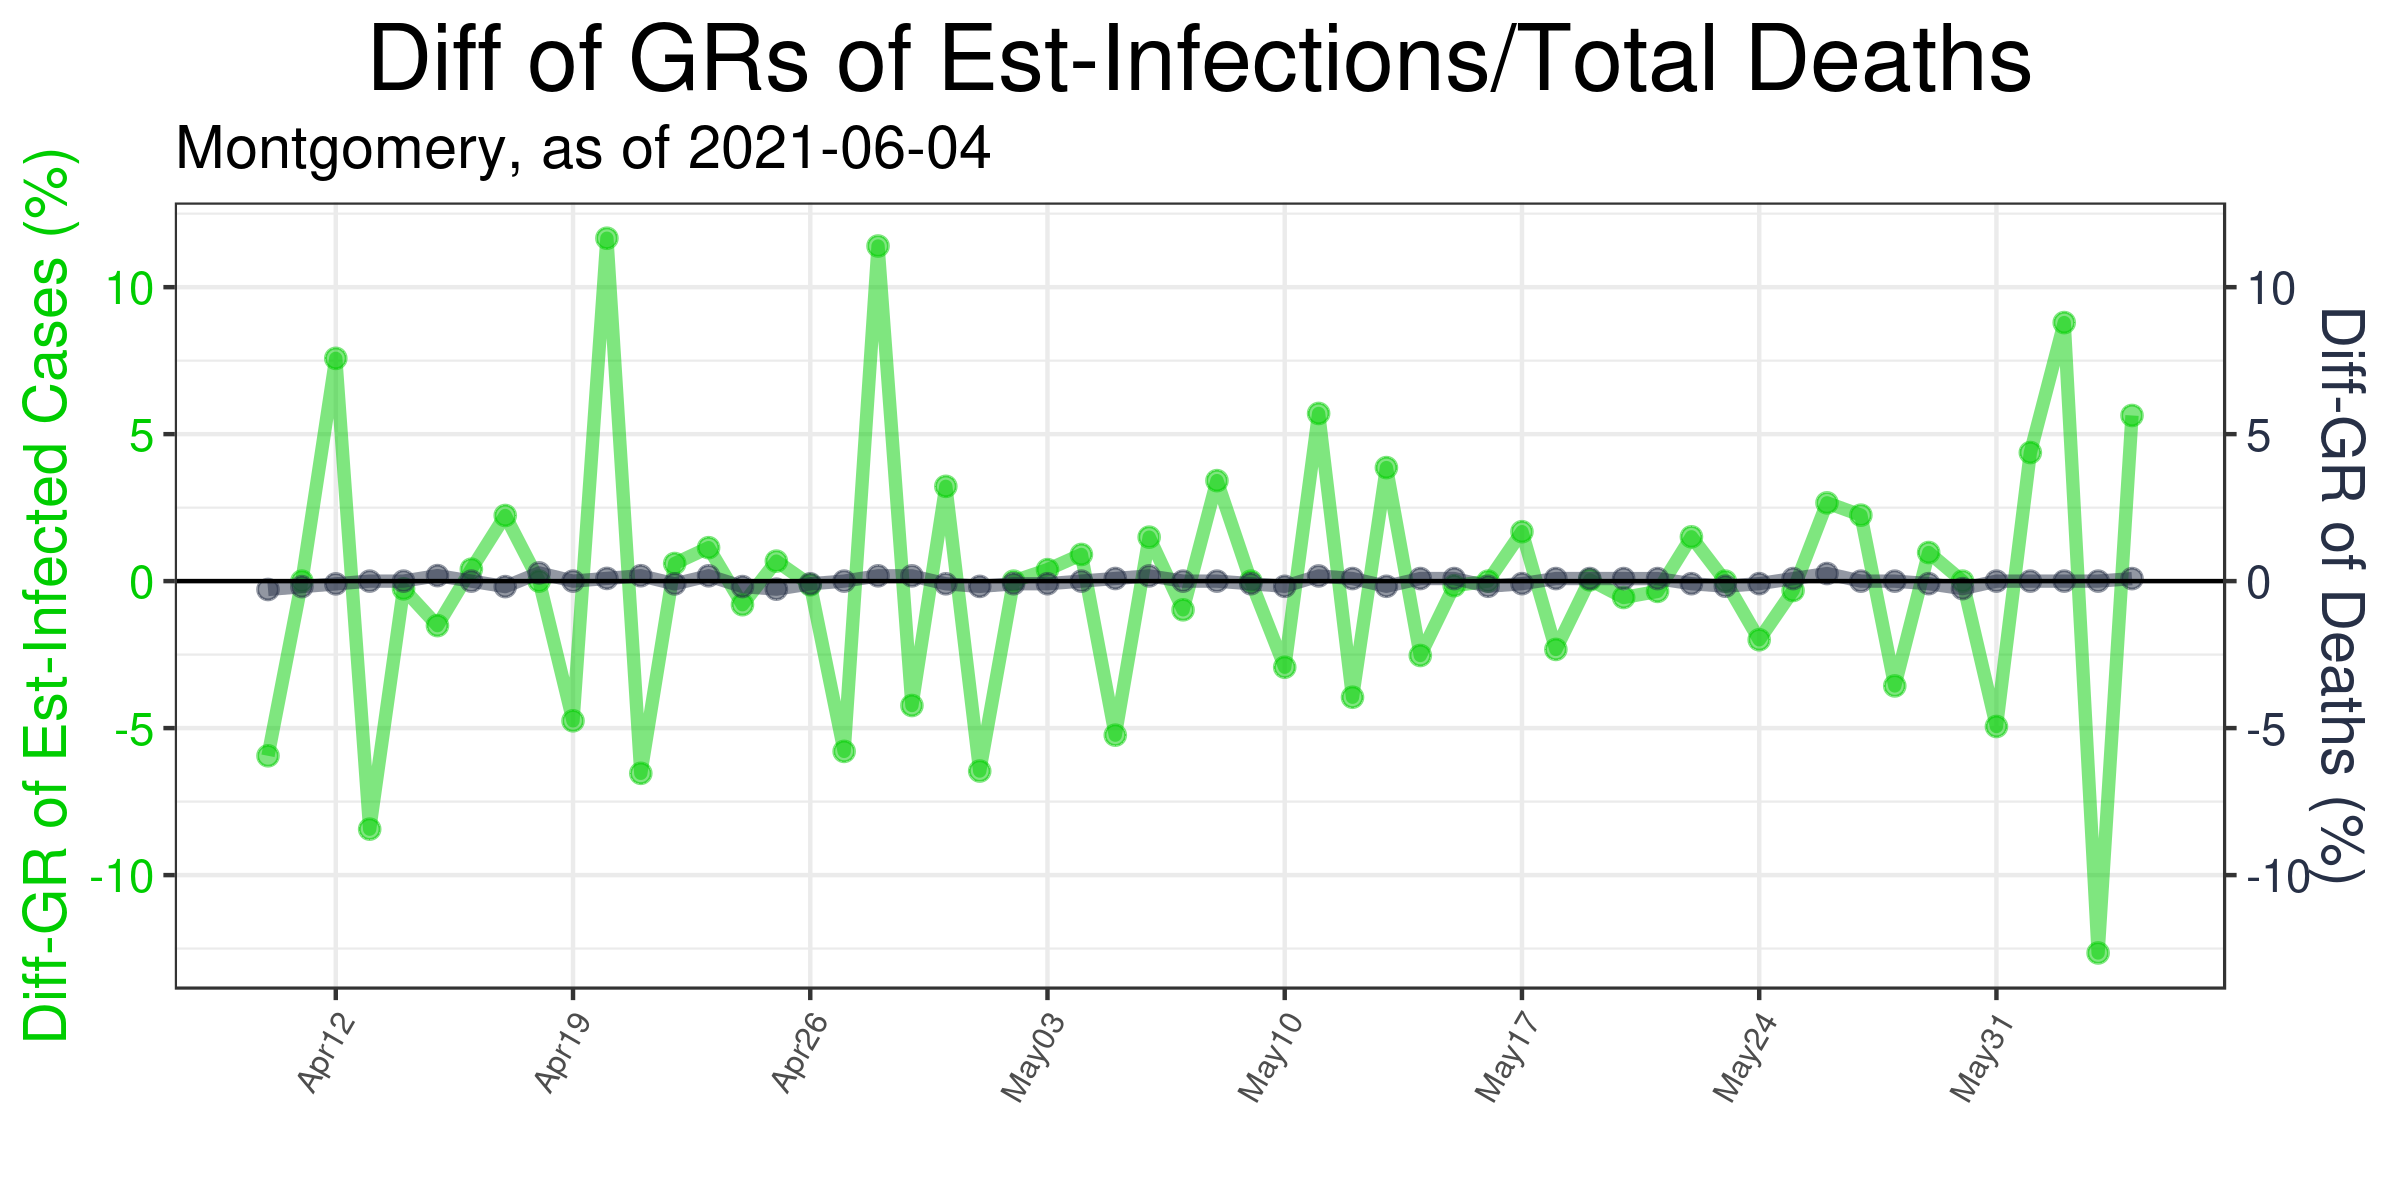 Diff of GRs of Est-Infections/Total Deaths
Montgomery, as of 2021-06-04
Diff-GR of Est-Infected Cases (%)
10
5
0
-5
-10
10
5
0
-5
-10
Diff-GR of Deaths (%)
Apr12
Apr19
Apr26
May03
May10
May17
May24
May31